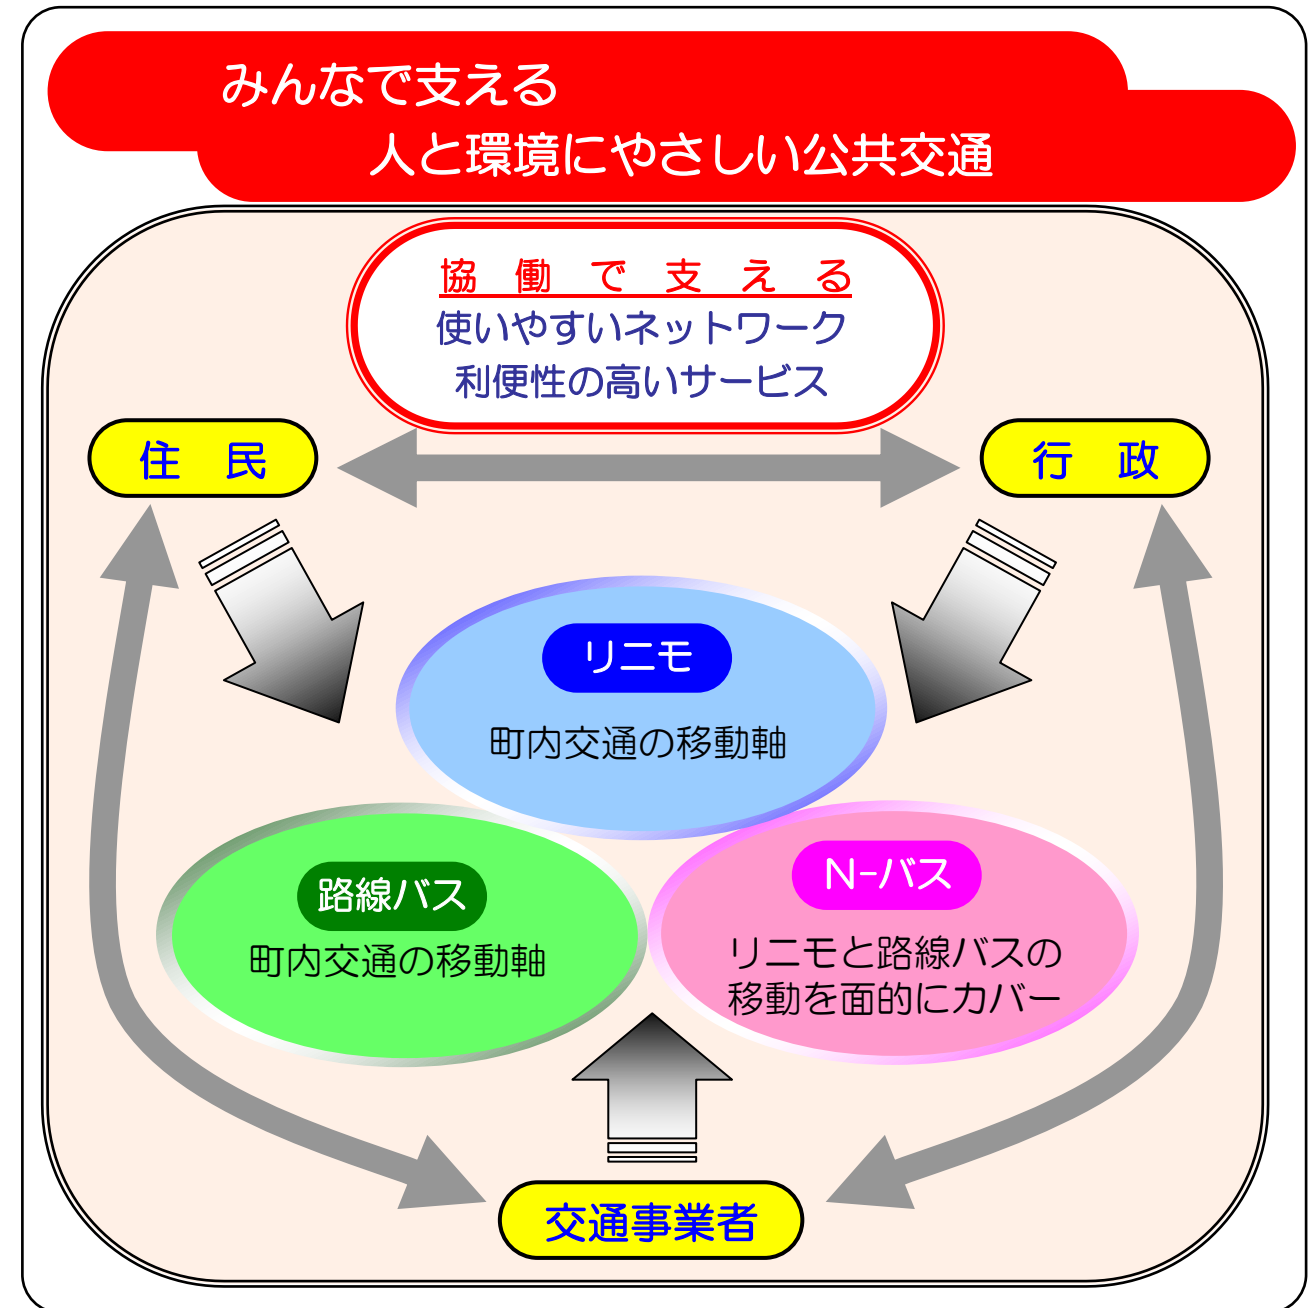 みんなで支える
人と環境にやさしい公共交通
協働で支える
使いやすいネットワーク
利便性の高いサービス
住民
行政
リニモ
町内交通の移動軸
路線バス
町内交通の移動軸
N-バス
リニモと路線バスの
移動を面的にカバー
交通事業者